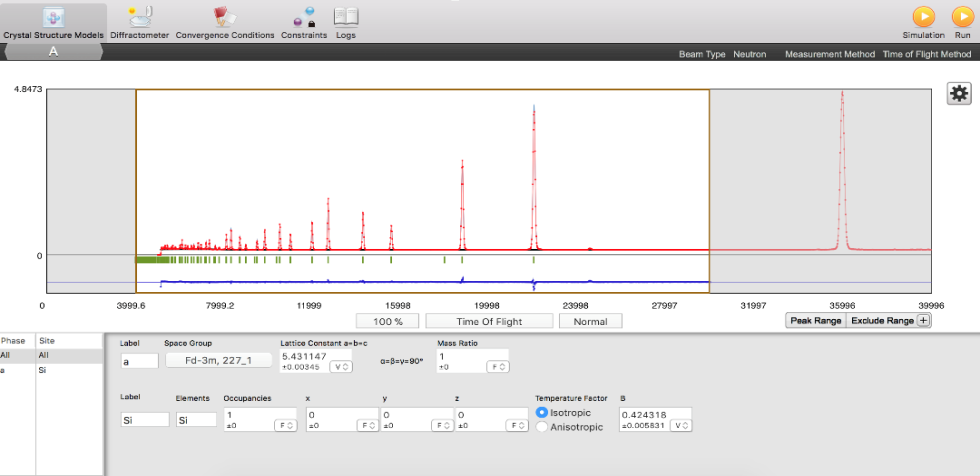 Crystal Structure Models Diffractometer Convergence Conditions Constraints Logs Simulation Run
A
Beam Type Neutron Measurement Method Time of Flight Method
4.8473
0
0 3999.6 7999.2 11999 15998 19998 23998 27997 31997 35996 39996
100 % Time Of Flight Normal Peak Range Exclude Range +
Phase Site
All All
a Si
Label Space Group Lattice Constant a=b=c Mass Ratio
a Fd-3m, 227_1 5.431147 ±0.00345 V α=β=γ=90° 1 ±0 F
Label Elements Occupancies x y z Temperature Factor B
Si Si 1 ±0 F 0 ±0 F 0 ±0 F 0 ±0 F Isotropic 0.424318 ±0.005831 V
Anisotropic